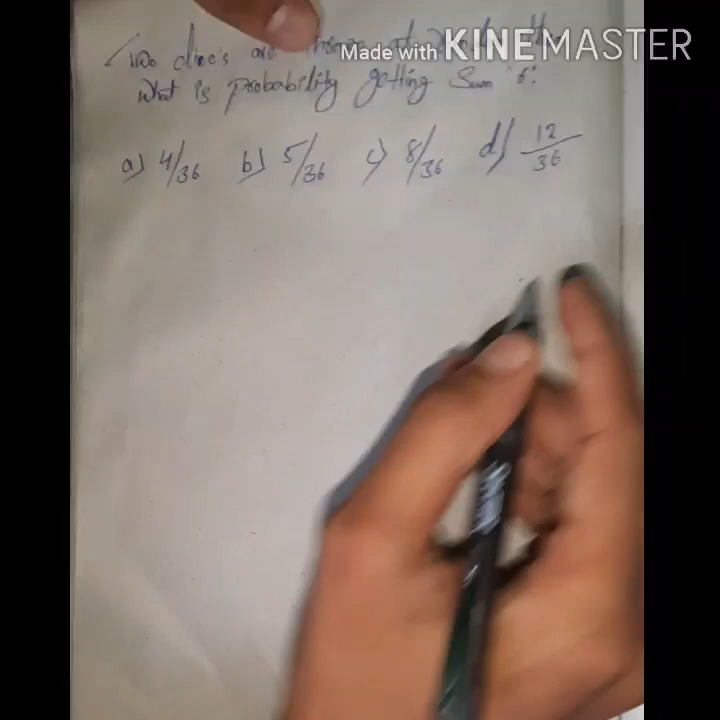 Two dice's are
Made with KINEMASTER
what is probability getting Sum '6'?
a) 4/36 b) 5/36 c) 8/36 d) 12/36